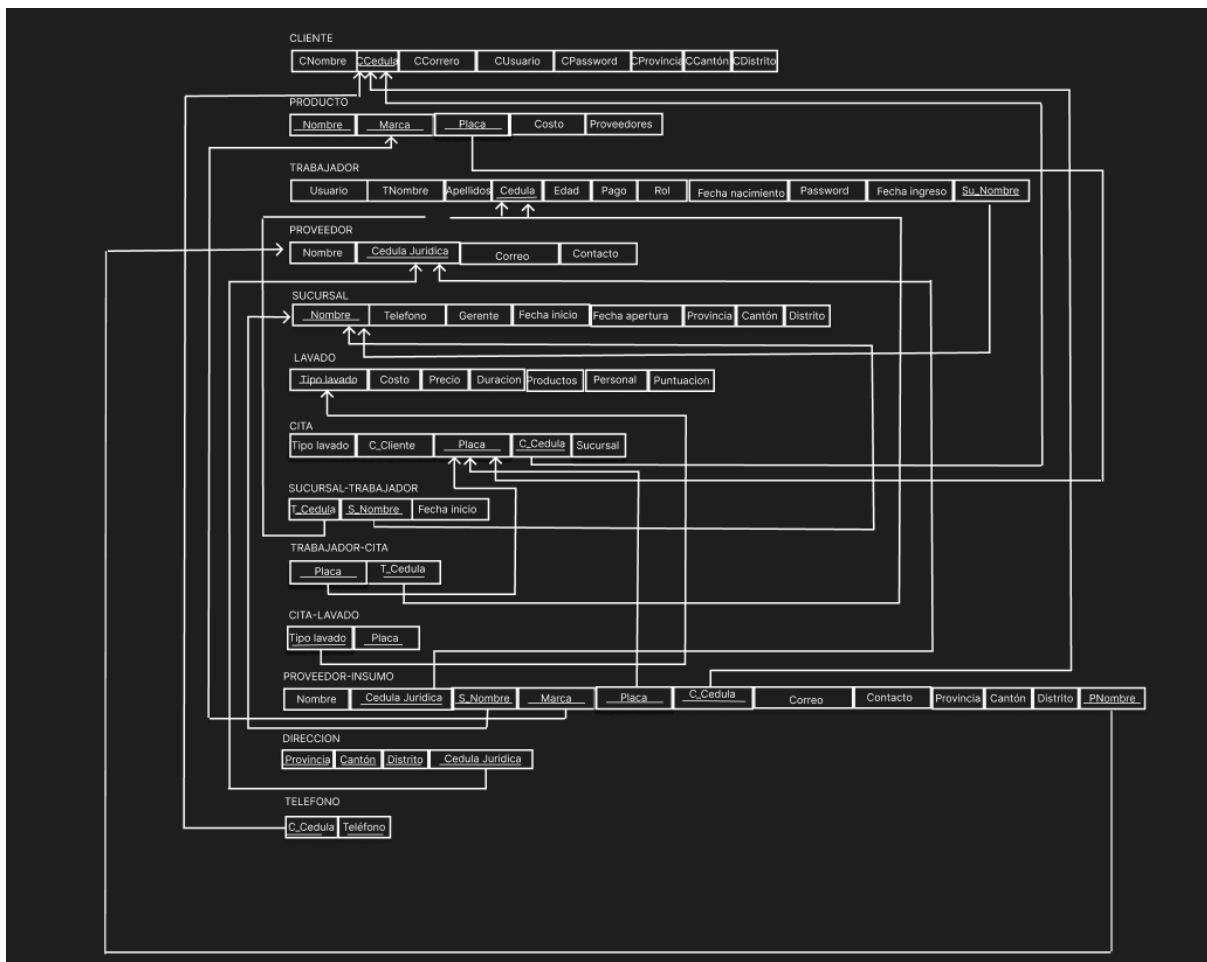 CLIENTE
CNombre CCedula CCorrero CUsuario CPassword CProvincia CCantón CDistrito
PRODUCTO
Nombre Marca Placa Costo Proveedores
TRABAJADOR
Usuario TNombre Apellidos Cedula Edad Pago Rol Fecha nacimiento Password Fecha ingreso Su_Nombre
PROVEEDOR
Nombre Cedula Juridica Correo Contacto
SUCURSAL
Nombre Telefono Gerente Fecha inicio Fecha apertura Provincia Cantón Distrito
LAVADO
Tipo lavado Costo Precio Duracion Productos Personal Puntuacion
CITA
Tipo lavado C_Cliente Placa C_Cedula Sucursal
SUCURSAL-TRABAJADOR
T_Cedula S_Nombre Fecha inicio
TRABAJADOR-CITA
Placa T_Cedula
CITA-LAVADO
Tipo lavado Placa
PROVEEDOR-INSUMO
Nombre Cedula Juridica S_Nombre Marca Placa C_Cedula Correo Contacto Provincia Cantón Distrito PNombre
DIRECCION
Provincia Cantón Distrito Cedula Juridica
TELEFONO
C_Cedula Teléfono